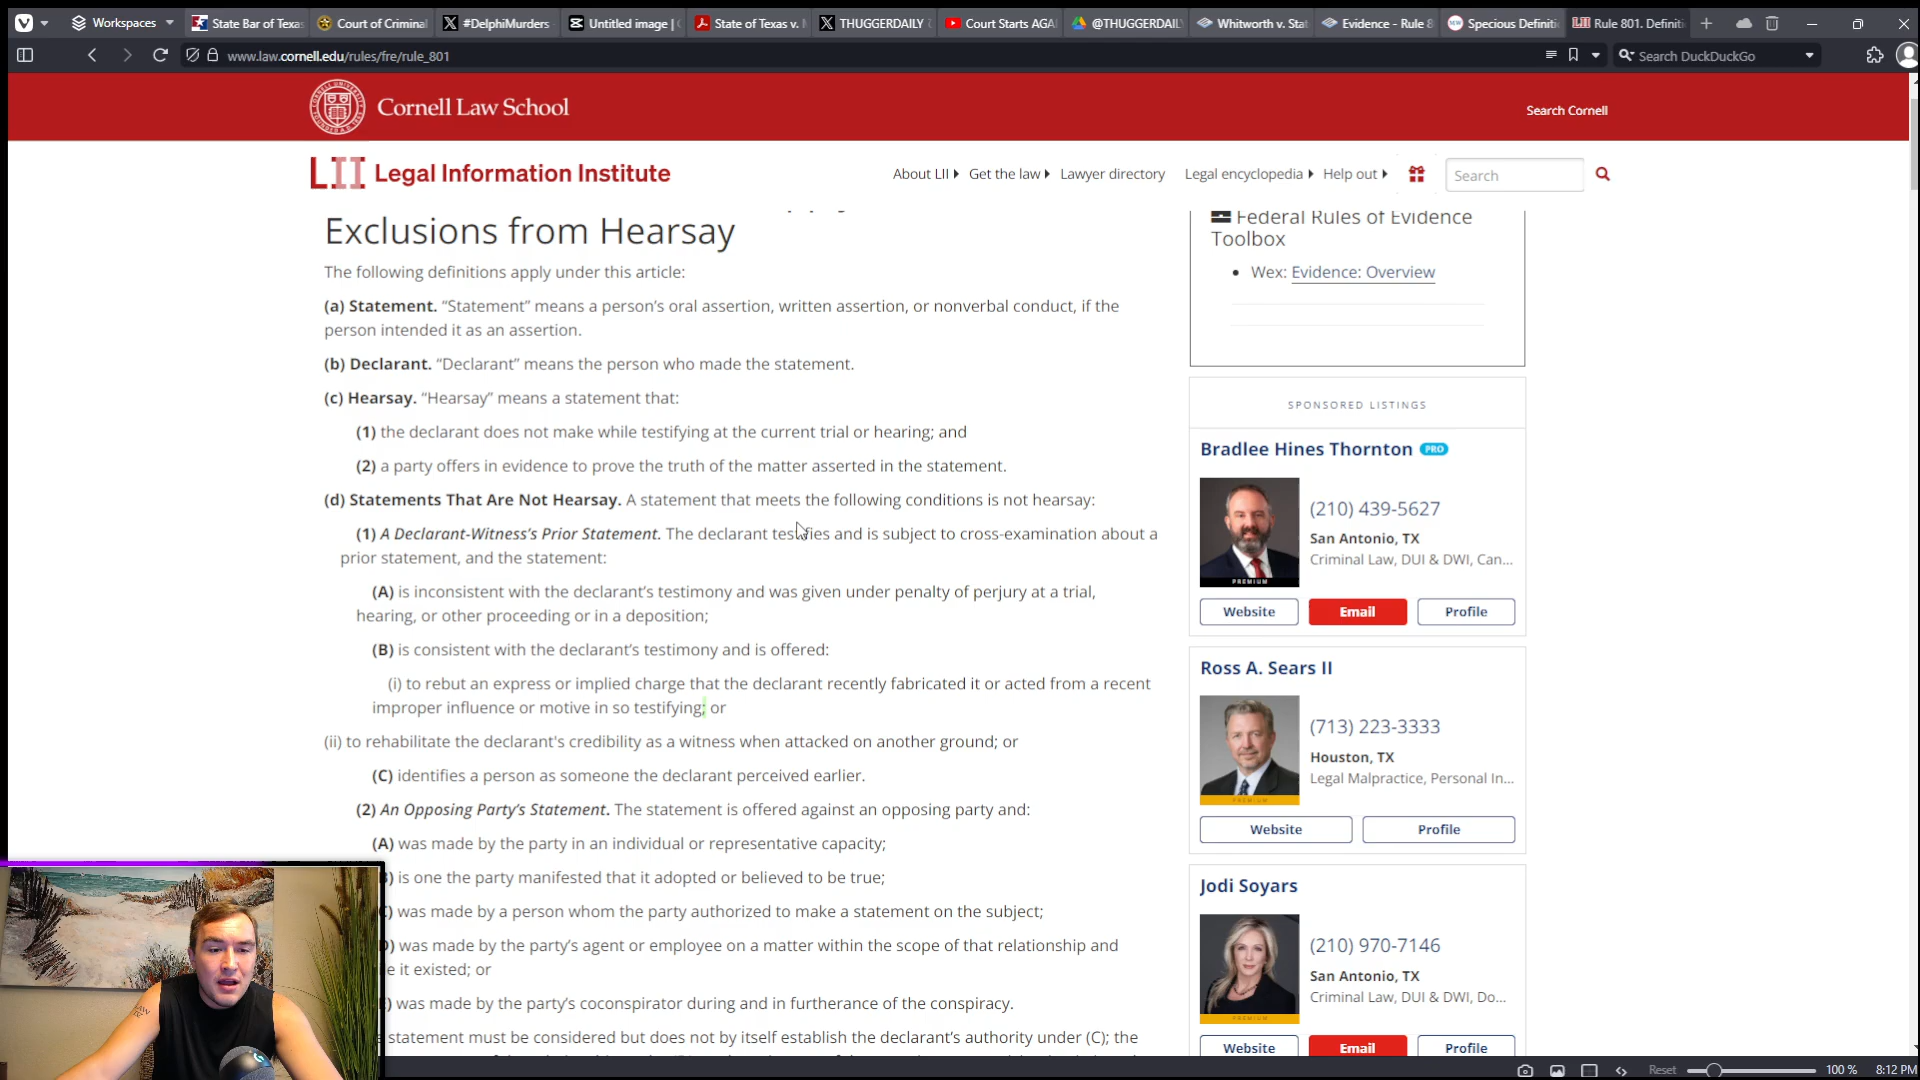 Workspaces
State Bar of Texas
Court of Criminal
#DelphiMurders
Untitled image |
State of Texas v.
THUGGERDAILY
Court Starts AGA
@THUGGERDAIL
Whitworth v. Stat
Evidence - Rule 8
Specious Definiti
Rule 801. Definiti
www.law.cornell.edu/rules/fre/rule_801
Search DuckDuckGo
Cornell Law School
Search Cornell
LII Legal Information Institute
About LII
Get the law
Lawyer directory
Legal encyclopedia
Help out
Search
Exclusions from Hearsay
The following definitions apply under this article:
(a) Statement. “Statement” means a person’s oral assertion, written assertion, or nonverbal conduct, if the
person intended it as an assertion.
(b) Declarant. “Declarant” means the person who made the statement.
(c) Hearsay. “Hearsay” means a statement that:
(1) the declarant does not make while testifying at the current trial or hearing; and
(2) a party offers in evidence to prove the truth of the matter asserted in the statement.
(d) Statements That Are Not Hearsay. A statement that meets the following conditions is not hearsay:
(1) A Declarant-Witness’s Prior Statement. The declarant testifies and is subject to cross-examination about a
prior statement, and the statement:
(A) is inconsistent with the declarant’s testimony and was given under penalty of perjury at a trial,
hearing, or other proceeding or in a deposition;
(B) is consistent with the declarant’s testimony and is offered:
(i) to rebut an express or implied charge that the declarant recently fabricated it or acted from a recent
improper influence or motive in so testifying; or
(ii) to rehabilitate the declarant's credibility as a witness when attacked on another ground; or
(C) identifies a person as someone the declarant perceived earlier.
(2) An Opposing Party’s Statement. The statement is offered against an opposing party and:
(A) was made by the party in an individual or representative capacity;
) is one the party manifested that it adopted or believed to be true;
) was made by a person whom the party authorized to make a statement on the subject;
) was made by the party’s agent or employee on a matter within the scope of that relationship and
e it existed; or
) was made by the party’s coconspirator during and in furtherance of the conspiracy.
statement must be considered but does not by itself establish the declarant’s authority under (C); the
Federal Rules of Evidence
Toolbox
Wex: Evidence: Overview
SPONSORED LISTINGS
Bradlee Hines Thornton PRO
(210) 439-5627
San Antonio, TX
Criminal Law, DUI & DWI, Can...
PREMIUM
Website
Email
Profile
Ross A. Sears II
(713) 223-3333
Houston, TX
Legal Malpractice, Personal In...
PREMIUM
Website
Profile
Jodi Soyars
(210) 970-7146
San Antonio, TX
Criminal Law, DUI & DWI, Do...
PREMIUM
Website
Email
Profile
Reset
100 %
8:12 PM